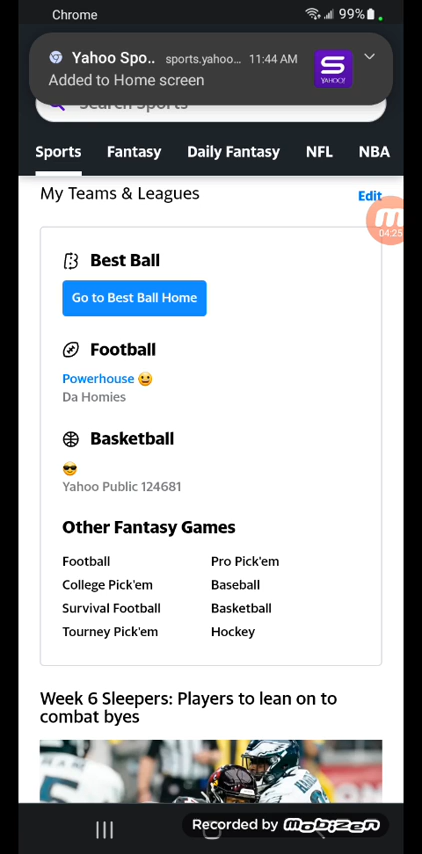 Chrome
99%
Yahoo Spo.. sports.yahoo... 11:44 AM
Added to Home screen
S
YAHOO!
Search Sports
Sports Fantasy Daily Fantasy NFL NBA
My Teams & Leagues
Edit
m
04:25
Best Ball
Go to Best Ball Home
Football
Powerhouse 😀
Da Homies
Basketball
😎
Yahoo Public 124681
Other Fantasy Games
Football Pro Pick'em
College Pick'em Baseball
Survival Football Basketball
Tourney Pick'em Hockey
Week 6 Sleepers: Players to lean on to
combat byes
Recorded by mobizen